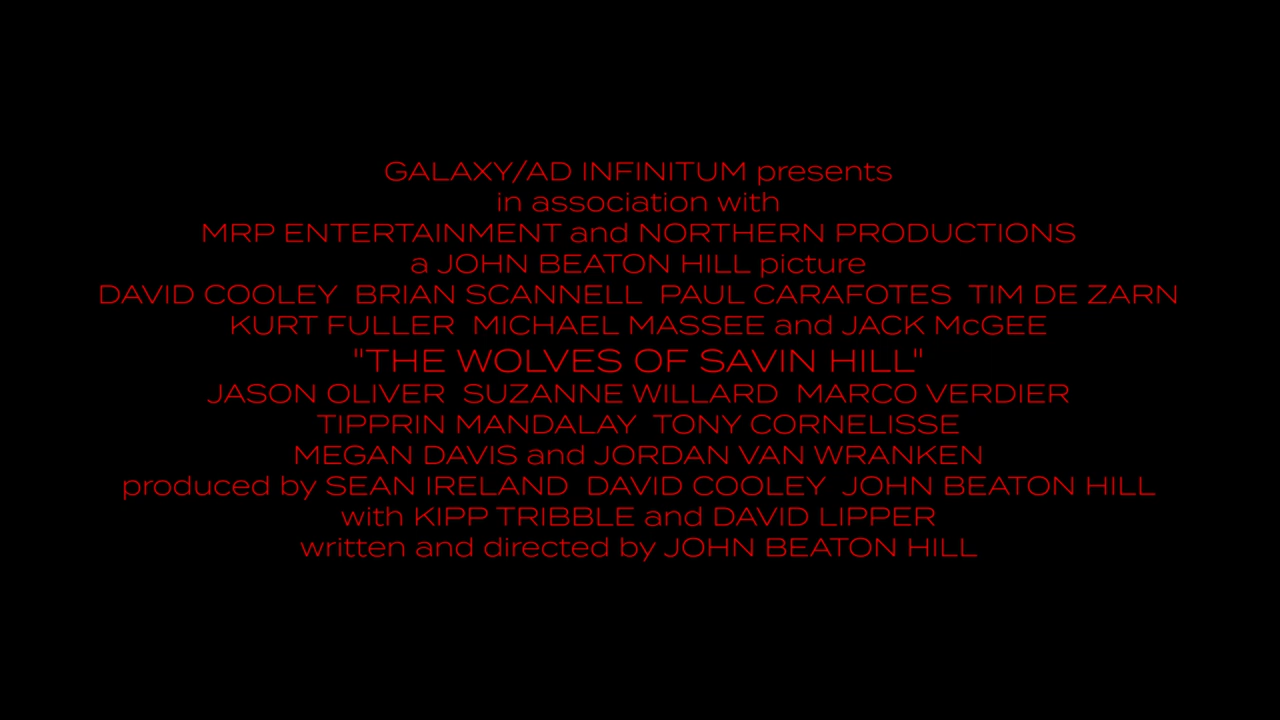 GALAXY/AD INFINITUM presents
in association with
MRP ENTERTAINMENT and NORTHERN PRODUCTIONS
a JOHN BEATON HILL picture
DAVID COOLEY BRIAN SCANNELL PAUL CARAFOTES TIM DE ZARN
KURT FULLER MICHAEL MASSEE and JACK McGEE
"THE WOLVES OF SAVIN HILL"
JASON OLIVER SUZANNE WILLARD MARCO VERDIER
TIPPRIN MANDALAY TONY CORNELISSE
MEGAN DAVIS and JORDAN VAN WRANKEN
produced by SEAN IRELAND DAVID COOLEY JOHN BEATON HILL
with KIPP TRIBBLE and DAVID LIPPER
written and directed by JOHN BEATON HILL